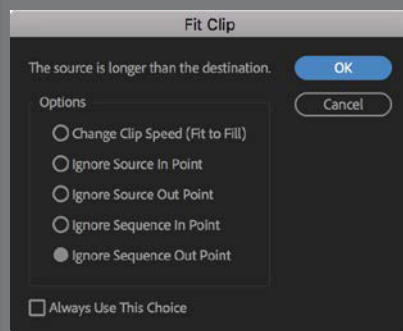 Fit Clip
The source is longer than the destination.
OK
Cancel
Options
Change Clip Speed (Fit to Fill)
Ignore Source In Point
Ignore Source Out Point
Ignore Sequence In Point
Ignore Sequence Out Point
Always Use This Choice